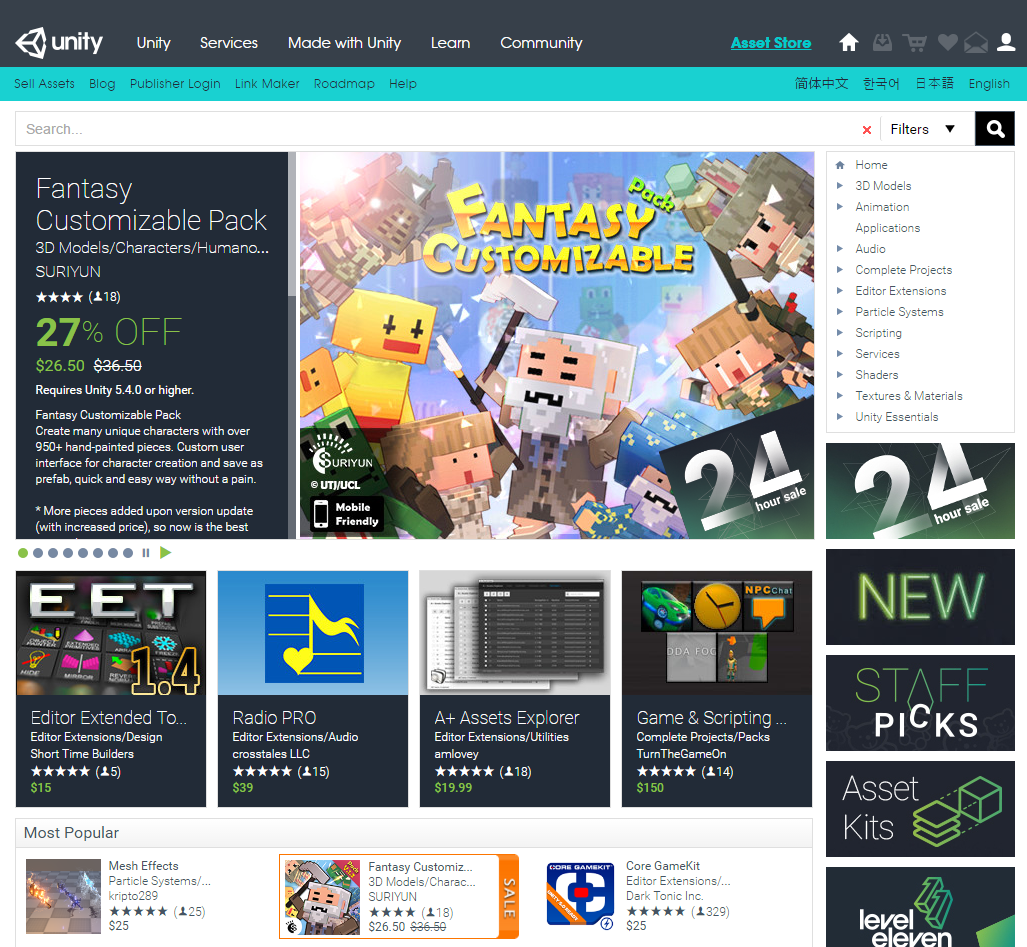 unity
Unity Services Made with Unity Learn Community Asset Store
Sell Assets Blog Publisher Login Link Maker Roadmap Help 简体中文 한국어 日本語 English
Search... Filters
Fantasy
Customizable Pack
3D Models/Characters/Humano...
SURIYUN
★★★★ (18)
27% OFF
$26.50 $36.50
Requires Unity 5.4.0 or higher.
Fantasy Customizable Pack
Create many unique characters with over
950+ hand-painted pieces. Custom user
interface for character creation and save as
prefab, quick and easy way without a pain.
* More pieces added upon version update
(with increased price), so now is the best
Pack
FANTASY
CUSTOMIZABLE
SURIYUN
© UTJ/UCL
Mobile
Friendly
24
hour sale
Home
3D Models
Animation
Applications
Audio
Complete Projects
Editor Extensions
Particle Systems
Scripting
Services
Shaders
Textures & Materials
Unity Essentials
24
hour sale
NEW
STAFF
PICKS
Asset
Kits
level
eleven
EET
HIDE
MIRROR
1.4
Editor Extended To...
Editor Extensions/Design
Short Time Builders
★★★★★ (5)
$15
Radio PRO
Editor Extensions/Audio
crosstales LLC
★★★★★ (15)
$39
A+ Assets Explorer
Editor Extensions/Utilities
amlovey
★★★★★ (18)
$19.99
NPCChat
Game & Scripting ...
Complete Projects/Packs
TurnTheGameOn
★★★★★ (14)
$150
Most Popular
Mesh Effects
Particle Systems/...
kripto289
★★★★★ (25)
$25
Fantasy Customiz...
3D Models/Charac...
SURIYUN
★★★★ (18)
$26.50 $36.50
SALE
CORE GAMEKIT
Core GameKit
Editor Extensions/...
Dark Tonic Inc.
★★★★★ (329)
$25